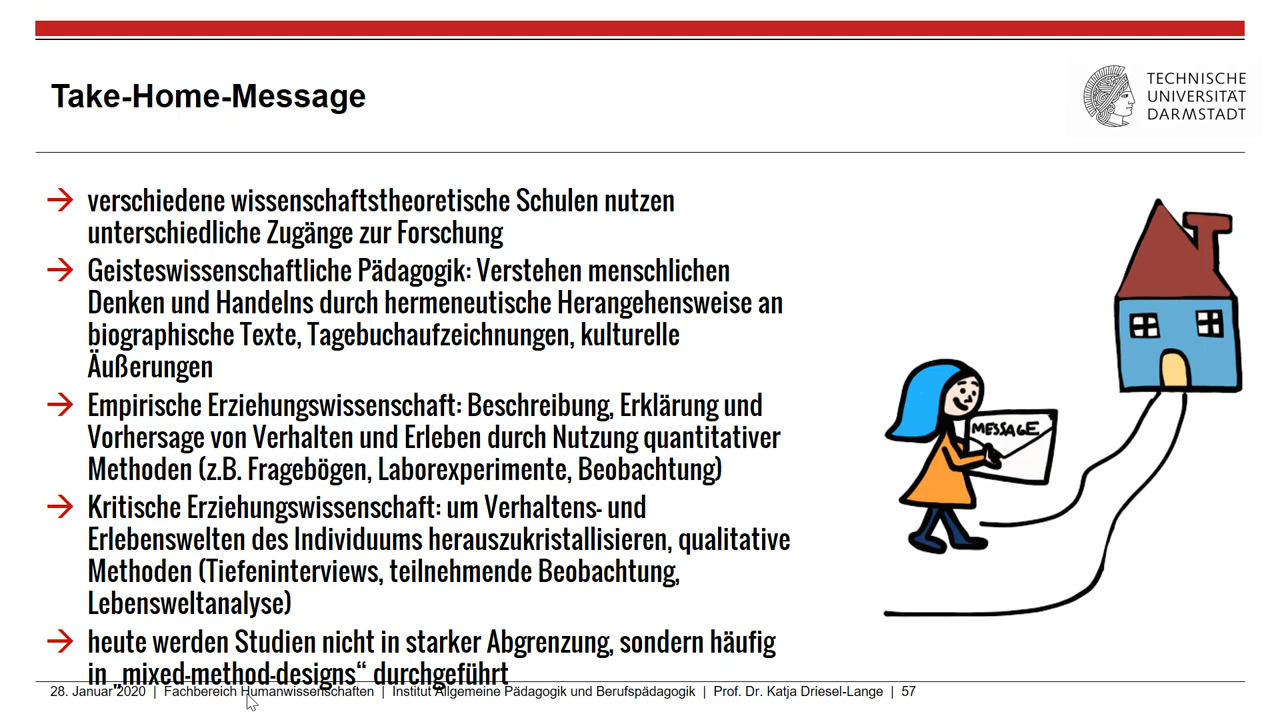 Take-Home-Message
TECHNISCHE
UNIVERSITÄT
DARMSTADT
→ verschiedene wissenschaftstheoretische Schulen nutzen
unterschiedliche Zugänge zur Forschung
→ Geisteswissenschaftliche Pädagogik: Verstehen menschlichen
Denken und Handelns durch hermeneutische Herangehensweise an
biographische Texte, Tagebuchaufzeichnungen, kulturelle
Äußerungen
→ Empirische Erziehungswissenschaft: Beschreibung, Erklärung und
Vorhersage von Verhalten und Erleben durch Nutzung quantitativer
Methoden (z.B. Fragebögen, Laborexperimente, Beobachtung)
→ Kritische Erziehungswissenschaft: um Verhaltens- und
Erlebenswelten des Individuums herauszukristallisieren, qualitative
Methoden (Tiefeninterviews, teilnehmende Beobachtung,
Lebensweltanalyse)
→ heute werden Studien nicht in starker Abgrenzung, sondern häufig
in „mixed-method-designs“ durchgeführt
MESSAGE
28. Januar 2020 | Fachbereich Humanwissenschaften | Institut Allgemeine Pädagogik und Berufspädagogik | Prof. Dr. Katja Driesel-Lange | 57